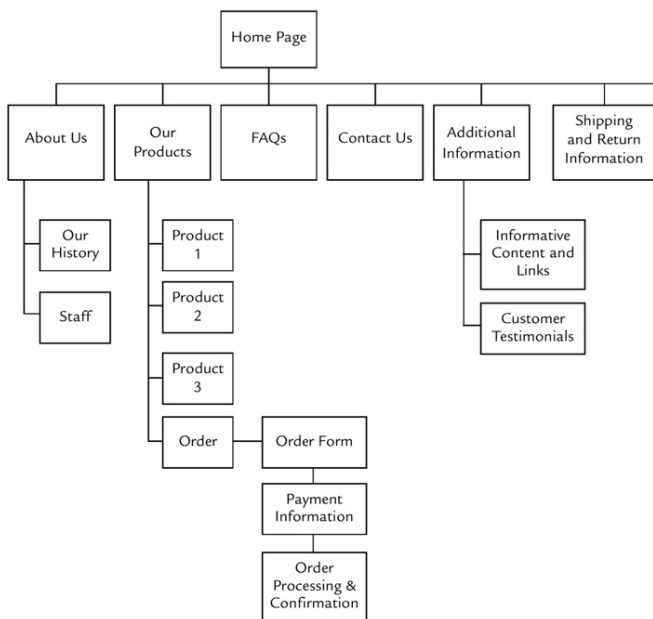 Home Page
About Us
Our
Products
FAQs
Contact Us
Additional
Information
Shipping
and Return
Information
Our
History
Staff
Product
1
Product
2
Product
3
Order
Order Form
Payment
Information
Order
Processing &
Confirmation
Informative
Content and
Links
Customer
Testimonials